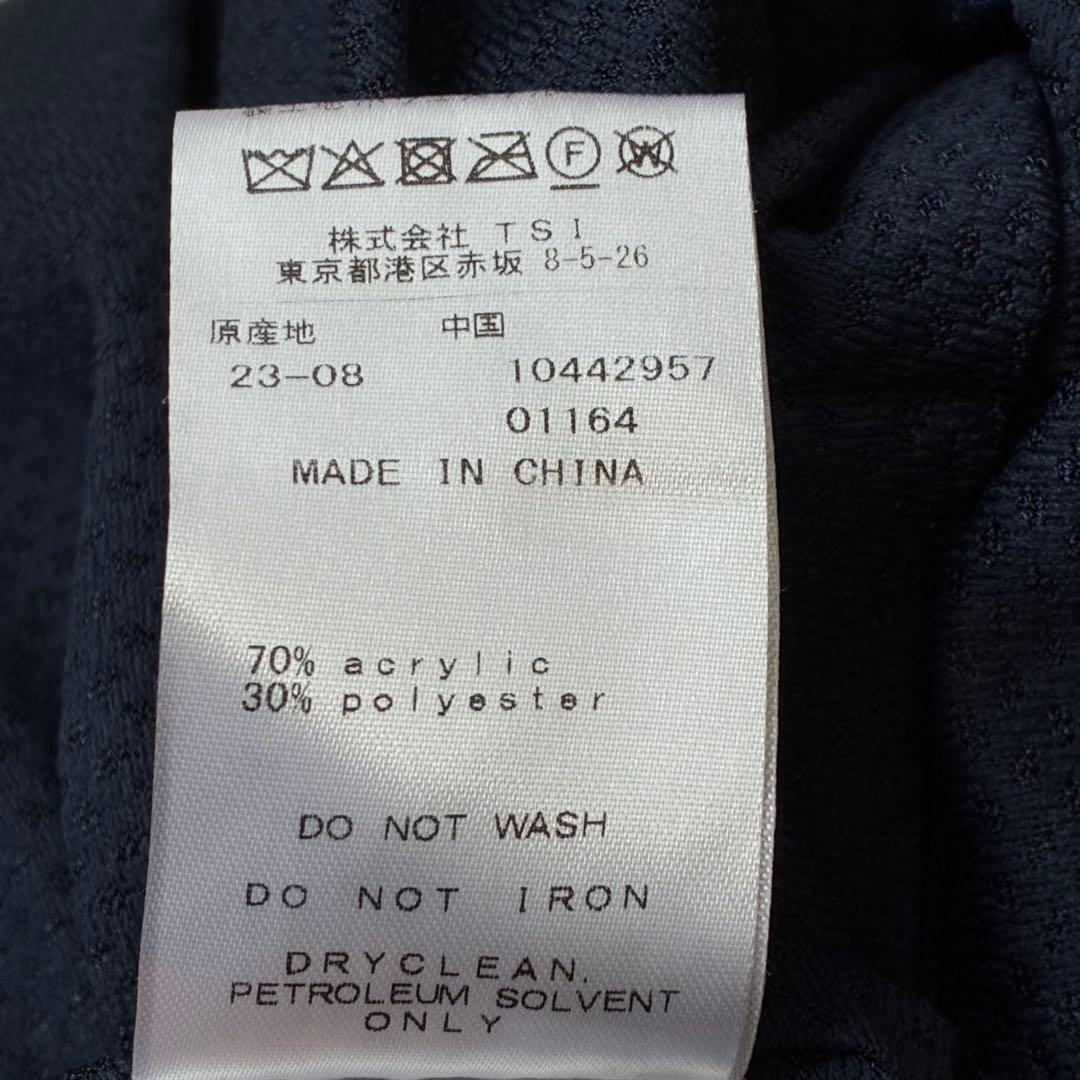 F W
株式会社 TSI
東京都港区赤坂 8-5-26
原産地 中国
23-08 10442957
01164
MADE IN CHINA
70% acrylic
30% polyester
DO NOT WASH
DO NOT IRON
DRYCLEAN,
PETROLEUM SOLVENT
ONLY